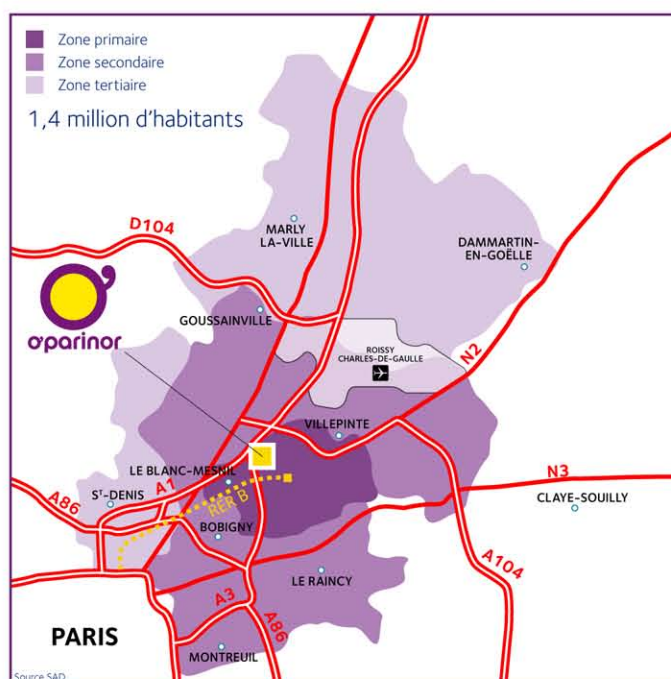 Zone primaire
Zone secondaire
Zone tertiaire
1,4 million d'habitants
D104
MARLY
LA-VILLE
DAMMARTIN-
EN-GOËLLE
GOUSSAINVILLE
o'parinor
ROISSY
CHARLES-DE-GAULLE
N2
VILLEPINTE
LE BLANC-MESNIL
A1
ST-DENIS
A86
RER B
BOBIGNY
N3
CLAYE-SOUILLY
A104
LE RAINCY
A3
A86
PARIS
MONTREUIL
Source SAD